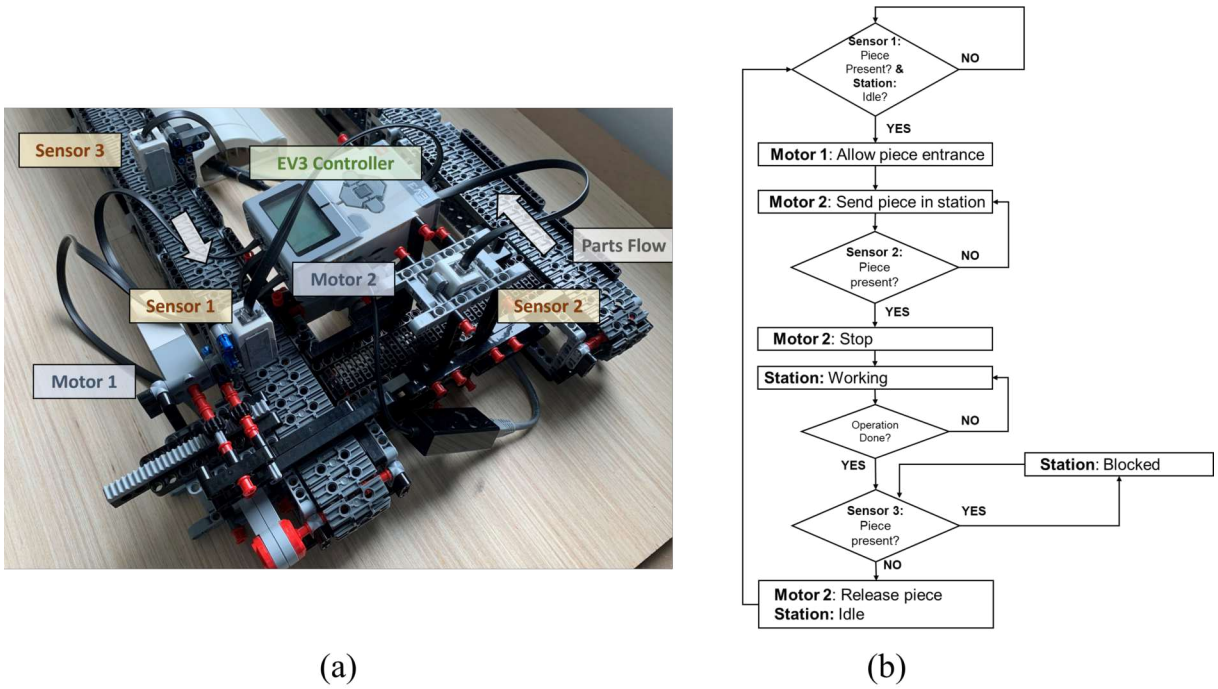 Sensor 3
EV3 Controller
Parts Flow
Motor 2
Sensor 1
Sensor 2
Motor 1
(a)
Sensor 1:
Piece
Present? &
Station:
Idle?
NO
YES
Motor 1: Allow piece entrance
Motor 2: Send piece in station
Sensor 2:
Piece
present?
NO
YES
Motor 2: Stop
Station: Working
Operation
Done?
NO
YES
Station: Blocked
Sensor 3:
Piece
present?
YES
NO
Motor 2: Release piece
Station: Idle
(b)